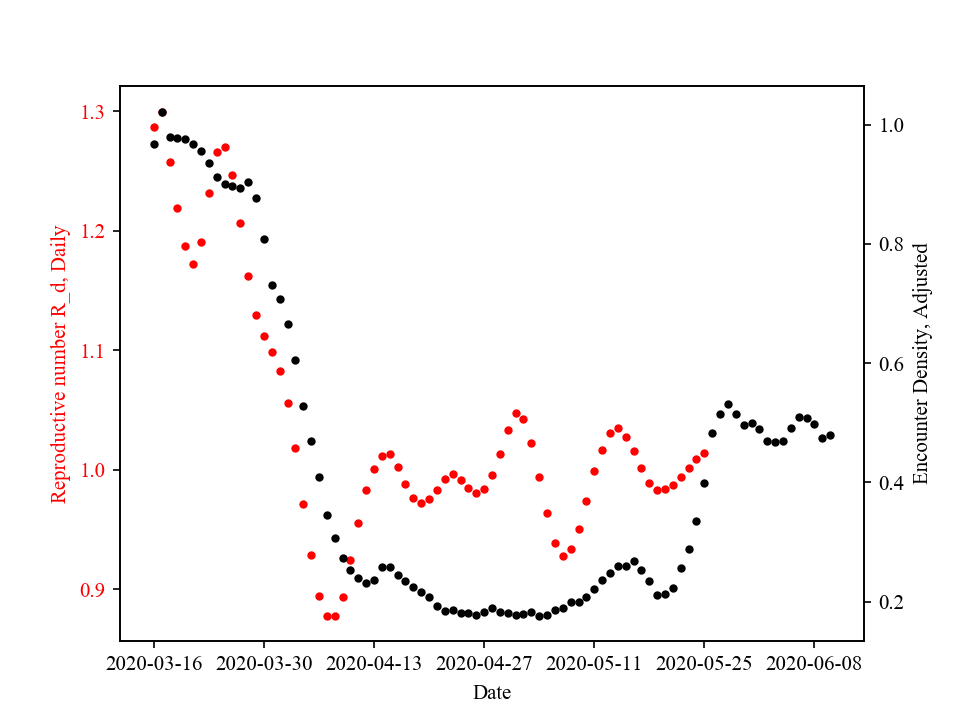 1.3
1.2
1.1
1.0
0.9
Reproductive number R_d, Daily
1.0
0.8
0.6
0.4
0.2
Encounter Density, Adjusted
2020-03-16 2020-03-30 2020-04-13 2020-04-27 2020-05-11 2020-05-25 2020-06-08
Date